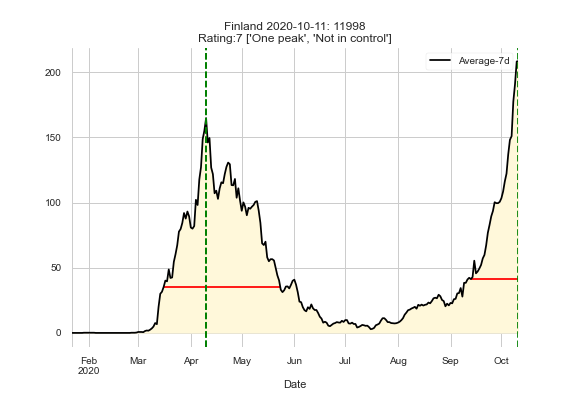 Finland 2020-10-11: 11998
Rating:7 ['One peak', 'Not in control']
Average-7d
200
150
100
50
0
Feb Mar Apr May Jun Jul Aug Sep Oct
2020
Date